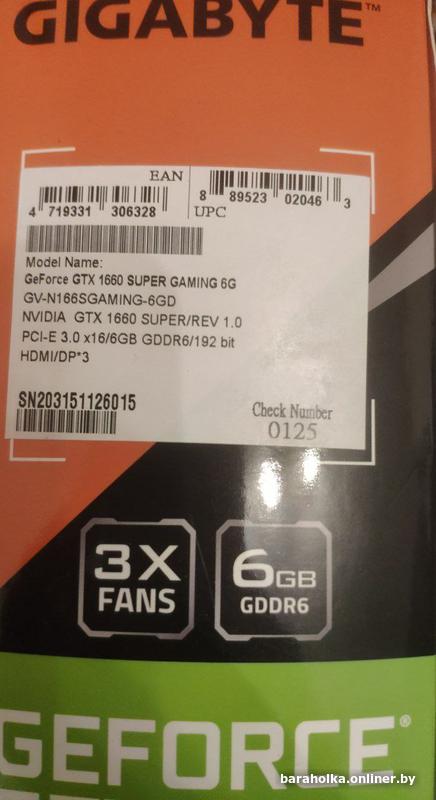 GIGABYTE™
EAN
4 719331 306328
8 89523 02046 3
UPC
Model Name:
GeForce GTX 1660 SUPER GAMING 6G
GV-N166SGAMING-6GD
NVIDIA GTX 1660 SUPER/REV 1.0
PCI-E 3.0 x16/6GB GDDR6/192 bit
HDMI/DP*3
SN203151126015
Check Number
0125
3X
FANS
6GB
GDDR6
GEFORCE®
baraholka.onliner.by